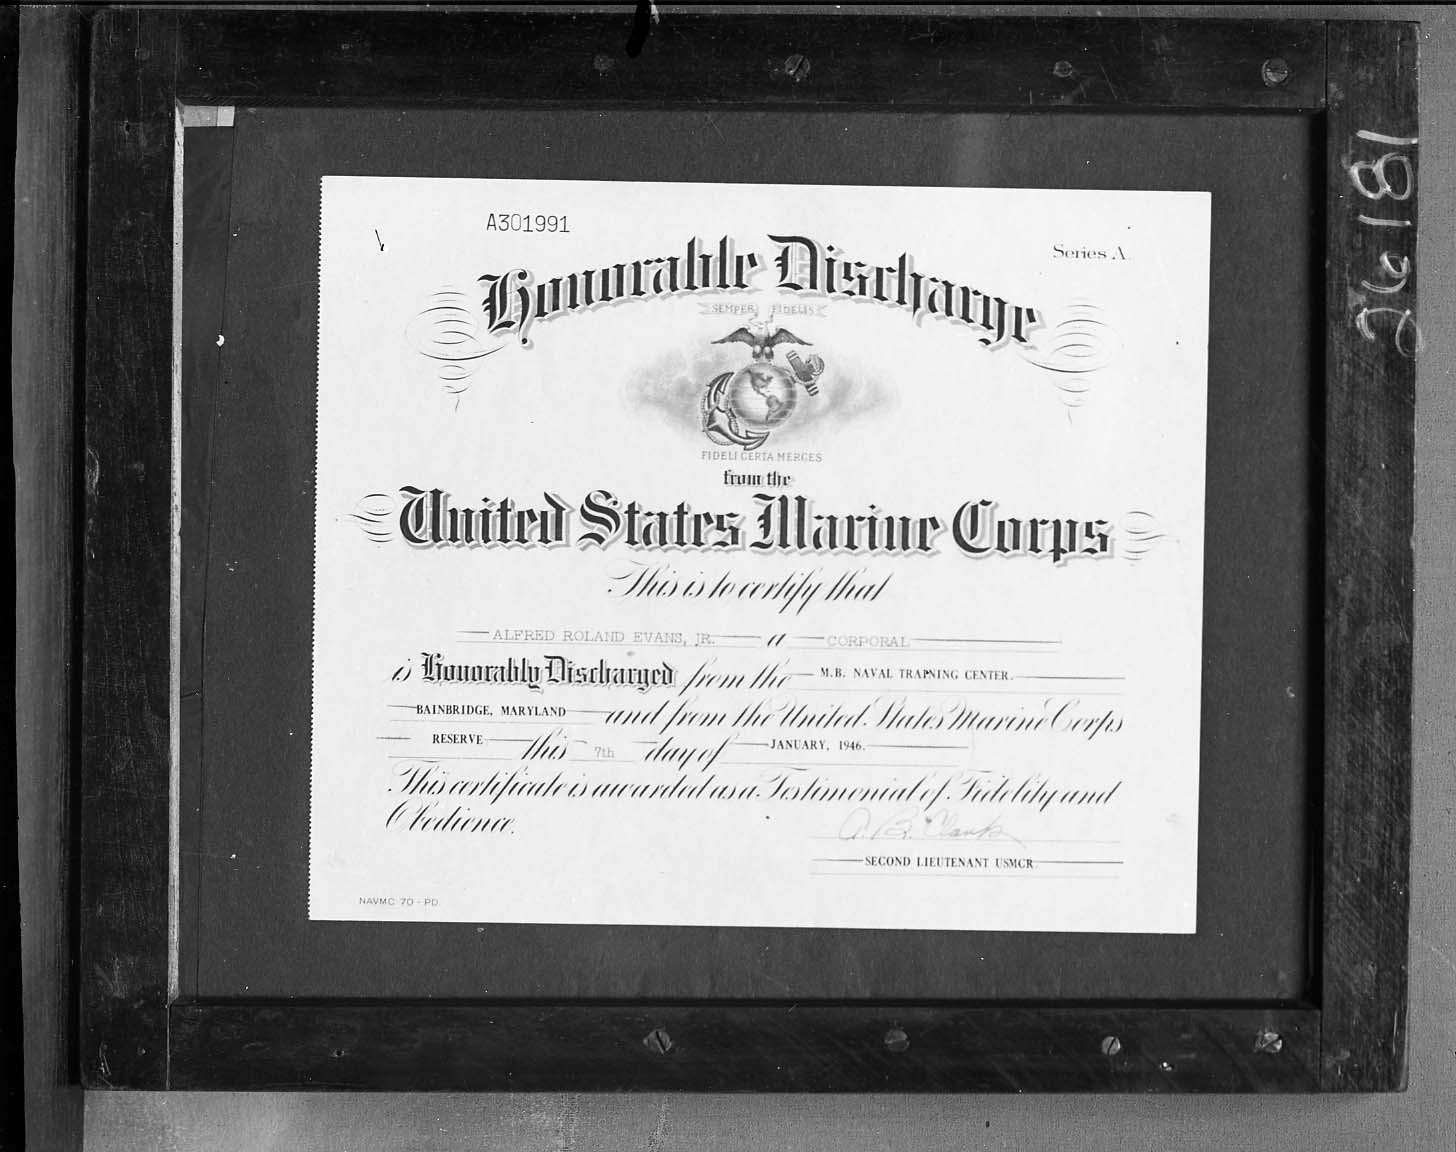 A301991
Series A.
Honorable Discharge
SEMPER FIDELIS
FIDELI CERTA MERCES
from the
United States Marine Corps
This is to certify that
ALFRED ROLAND EVANS, JR. a CORPORAL
is Honorably Discharged from the M.B. NAVAL TRAINING CENTER.
BAINBRIDGE, MARYLAND and from the United States Marine Corps
RESERVE this 7th day of JANUARY, 1946.
This certificate is awarded as a Testimonial of Fidelity and
Obedience.
A. B. Clark
SECOND LIEUTENANT USMCR
NAVMC 70 - PD.
26181